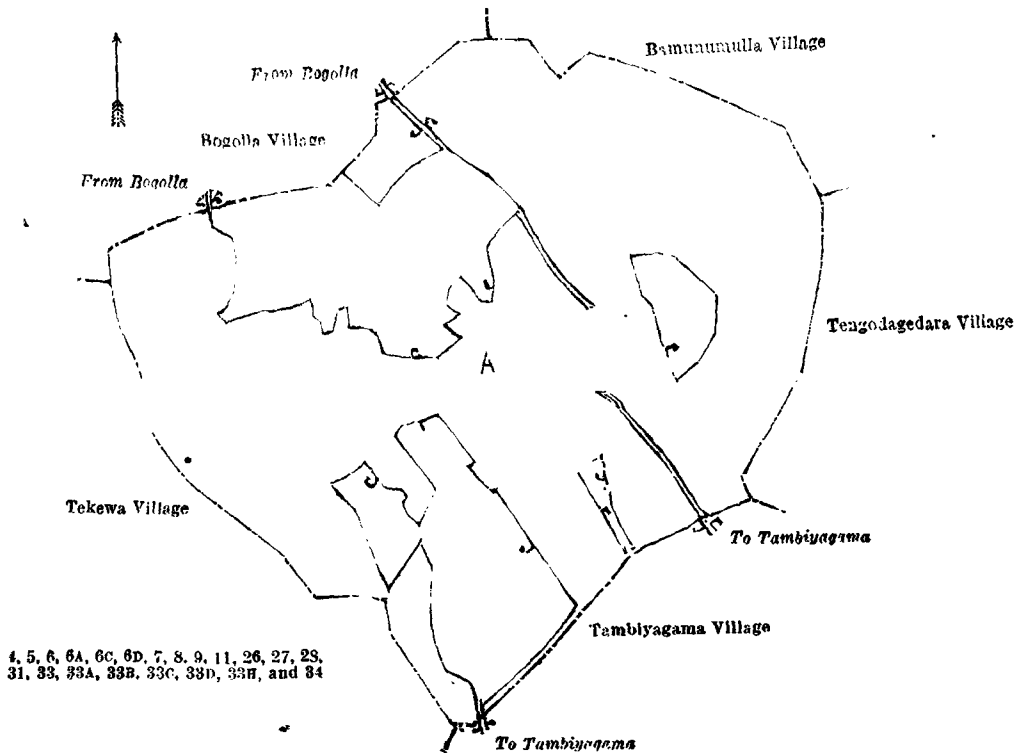 Bamunumulla Village
From Bogolla
Bogolla Village
From Bogolla
Tengodagedara Village
A
Tekewa Village
To Tambiyagama
Tambiyagama Village
4, 5, 6, 6A, 6C, 6D, 7, 8, 9, 11, 26, 27, 28,
31, 33, 33A, 33B, 33C, 33D, 33H, and 34
To Tambiyagama